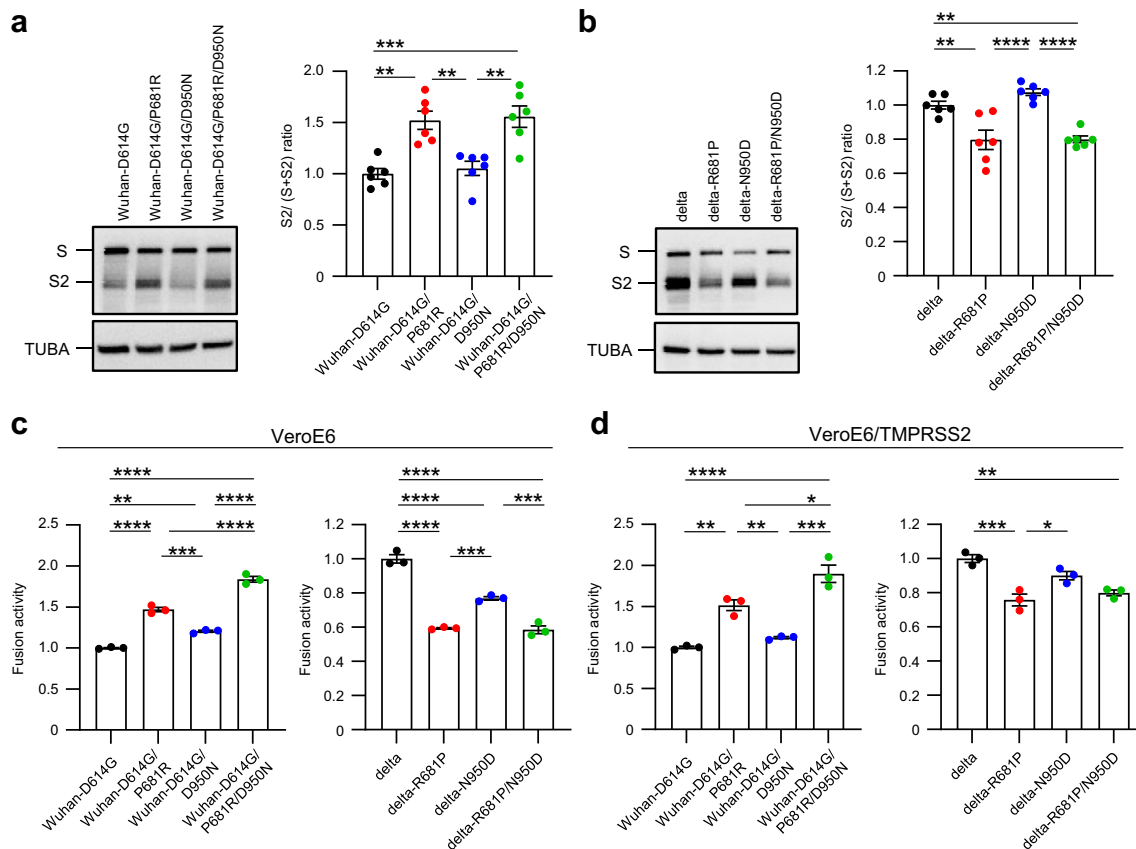 a
Wuhan-D614G
Wuhan-D614G/P681R
Wuhan-D614G/D950N
Wuhan-D614G/P681R/D950N
S
S2
TUBA
***
** ** **
S2/ (S+S2) ratio
2.0
1.5
1.0
0.5
0
Wuhan-D614G
Wuhan-D614G/
P681R
Wuhan-D614G/
D950N
Wuhan-D614G/
P681R/D950N
b
delta
delta-R681P
delta-N950D
delta-R681P/N950D
S
S2
TUBA
**
** **** ****
S2/ (S+S2) ratio
1.2
1.0
0.8
0.6
0.4
0.2
0
delta
delta-R681P
delta-N950D
delta-R681P/N950D
c
VeroE6
****
** ****
**** ****
***
Fusion activity
2.5
2.0
1.5
1.0
0.5
0
Wuhan-D614G
Wuhan-D614G/
P681R
Wuhan-D614G/
D950N
Wuhan-D614G/
P681R/D950N
****
**** ***
****
***
Fusion activity
1.2
1.0
0.8
0.6
0.4
0.2
0
delta
delta-R681P
delta-N950D
delta-R681P/N950D
d
VeroE6/TMPRSS2
****
*
** ** ***
Fusion activity
2.5
2.0
1.5
1.0
0.5
0
Wuhan-D614G
Wuhan-D614G/
P681R
Wuhan-D614G/
D950N
Wuhan-D614G/
P681R/D950N
**
*** *
Fusion activity
1.2
1.0
0.8
0.6
0.4
0.2
0
delta
delta-R681P
delta-N950D
delta-R681P/N950D